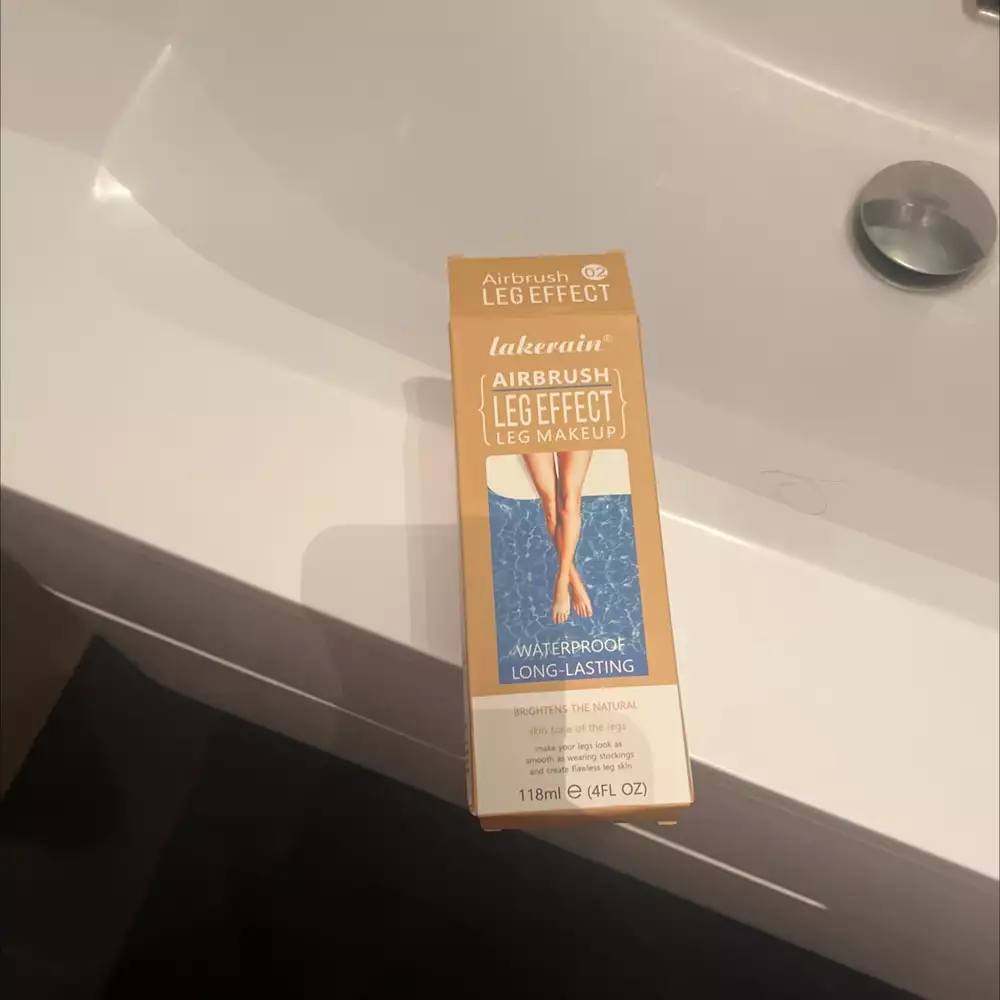 Airbrush 02
LEG EFFECT
lakerain®
AIRBRUSH
LEG EFFECT
LEG MAKEUP
WATERPROOF
LONG-LASTING
BRIGHTENS THE NATURAL
skin tone of the legs
make your legs look as
smooth as wearing stockings
and create flawless leg skin
118ml e (4FL OZ)